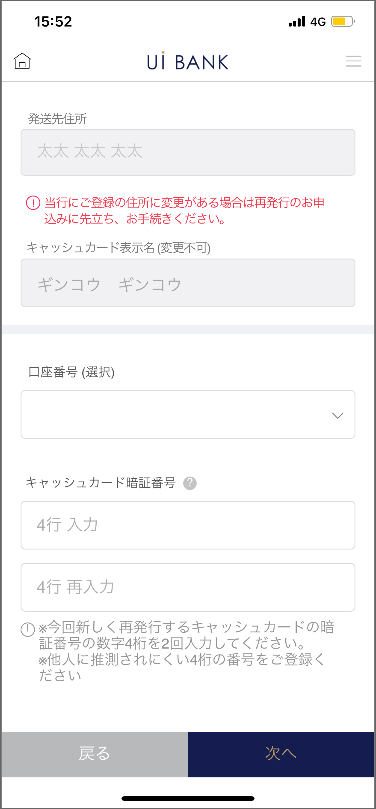 15:52
4G
Ui BANK
発送先住所
太太 太太 太太
当行にご登録の住所に変更がある場合は再発行のお申
込みに先立ち、お手続きください。
キャッシュカード表示名(変更不可)
ギンコウ　ギンコウ
口座番号 (選択)
キャッシュカード暗証番号 ?
4行 入力
4行 再入力
※今回新しく再発行するキャッシュカードの暗
証番号の数字4桁を2回入力してください。
※他人に推測されにくい4桁の番号をご登録く
ださい
戻る
次へ